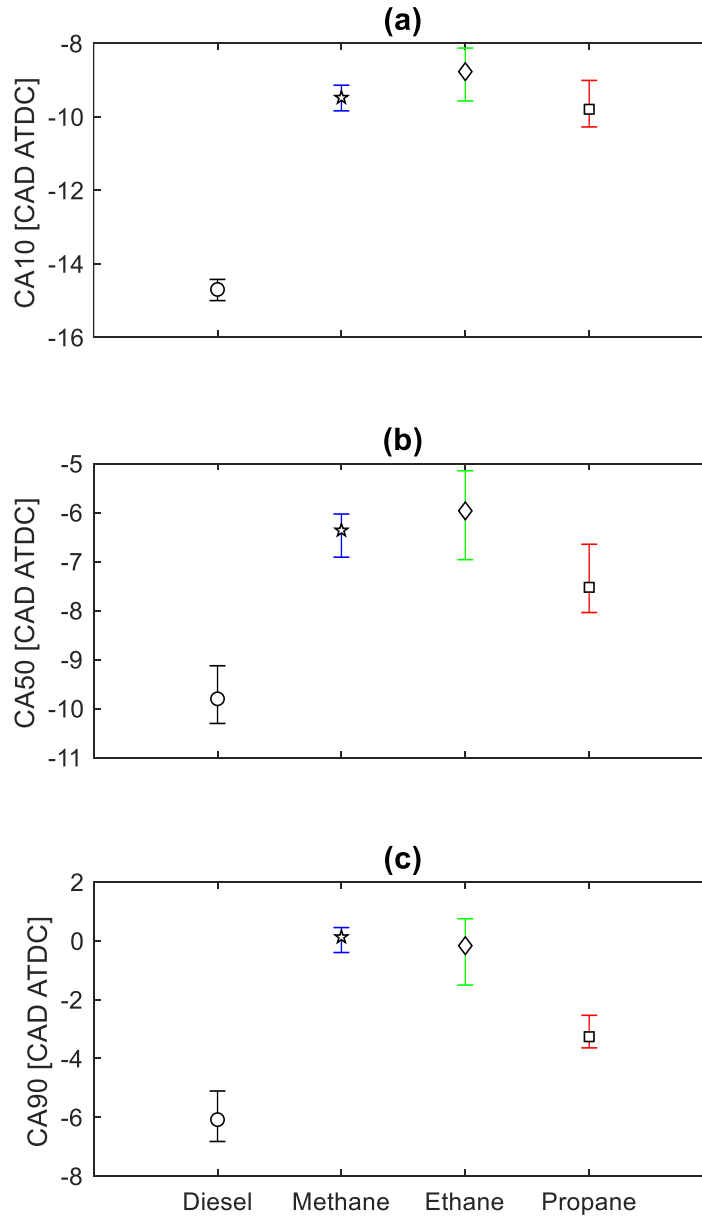 (a)
CA10 [CAD ATDC]
-8
-10
-12
-14
-16
(b)
CA50 [CAD ATDC]
-5
-6
-7
-8
-9
-10
-11
(c)
CA90 [CAD ATDC]
2
0
-2
-4
-6
-8
Diesel Methane Ethane Propane